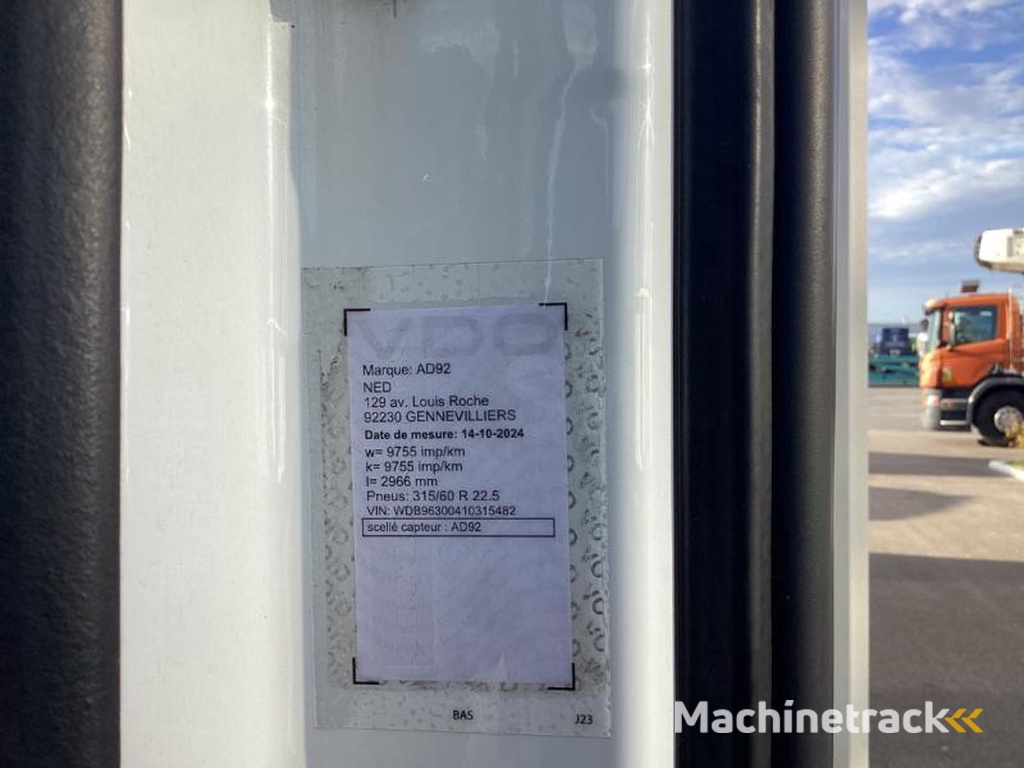 VDO
Marque: AD92
NED
129 av. Louis Roche
92230 GENNEVILLIERS
Date de mesure: 14-10-2024
w= 9755 imp/km
k= 9755 imp/km
l= 2966 mm
Pneus: 315/60 R 22.5
VIN: WDB96300410315482
scellé capteur : AD92
BAS
J23
Machinetrack